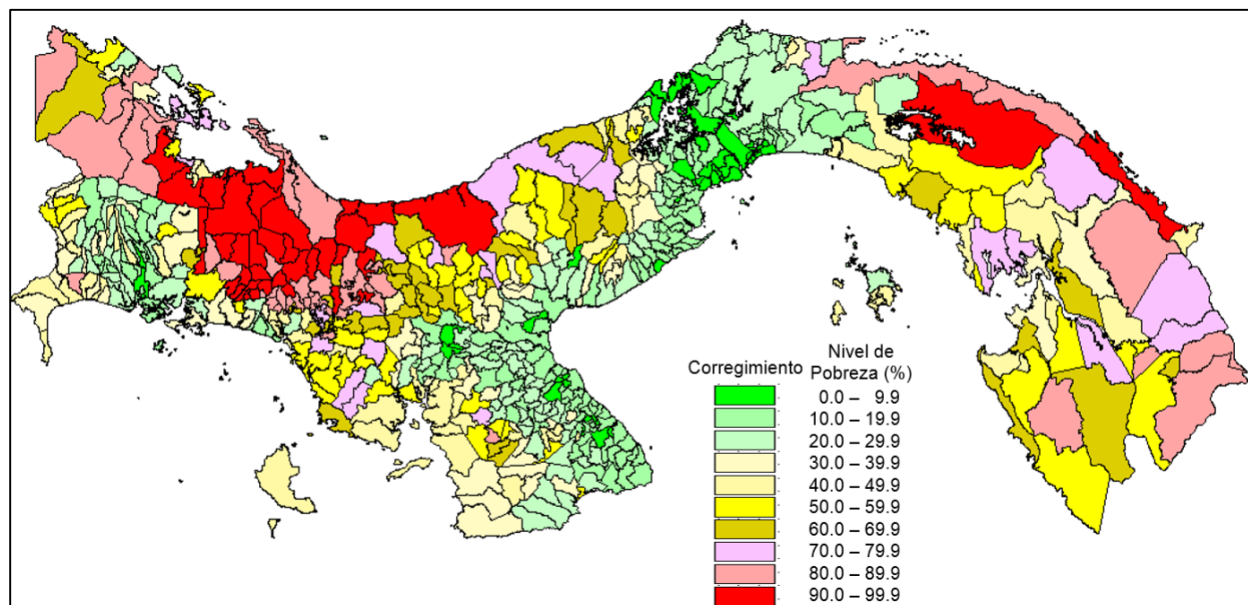 Corregimiento
Nivel de
Pobreza (%)
0.0 – 9.9
10.0 – 19.9
20.0 – 29.9
30.0 – 39.9
40.0 – 49.9
50.0 – 59.9
60.0 – 69.9
70.0 – 79.9
80.0 – 89.9
90.0 – 99.9